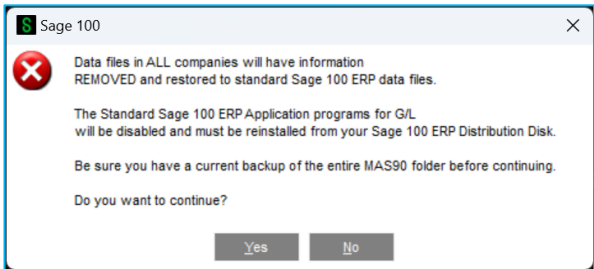 Sage 100
Data files in ALL companies will have information
REMOVED and restored to standard Sage 100 ERP data files.
The Standard Sage 100 ERP Application programs for G/L
will be disabled and must be reinstalled from your Sage 100 ERP Distribution Disk.
Be sure you have a current backup of the entire MAS90 folder before continuing.
Do you want to continue?
Yes No